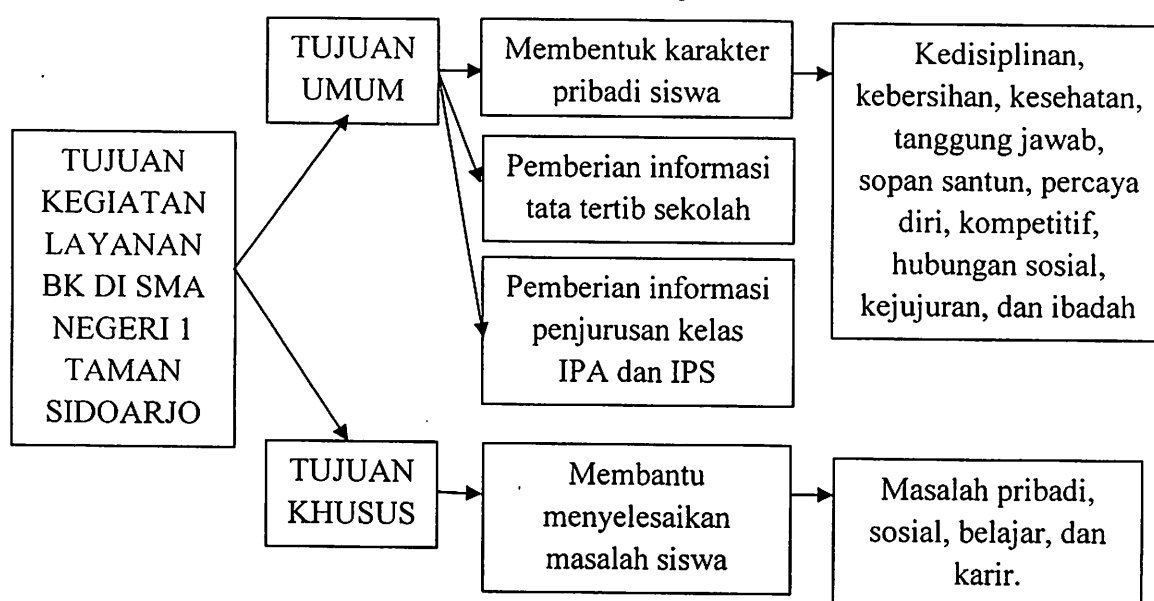 TUJUAN
KEGIATAN
LAYANAN
BK DI SMA
NEGERI 1
TAMAN
SIDOARJO
TUJUAN
UMUM
Membentuk karakter
pribadi siswa
Kedisiplinan,
kebersihan, kesehatan,
tanggung jawab,
sopan santun, percaya
diri, kompetitif,
hubungan sosial,
kejujuran, dan ibadah
Pemberian informasi
tata tertib sekolah
Pemberian informasi
penjurusan kelas
IPA dan IPS
TUJUAN
KHUSUS
Membantu
menyelesaikan
masalah siswa
Masalah pribadi,
sosial, belajar, dan
karir.